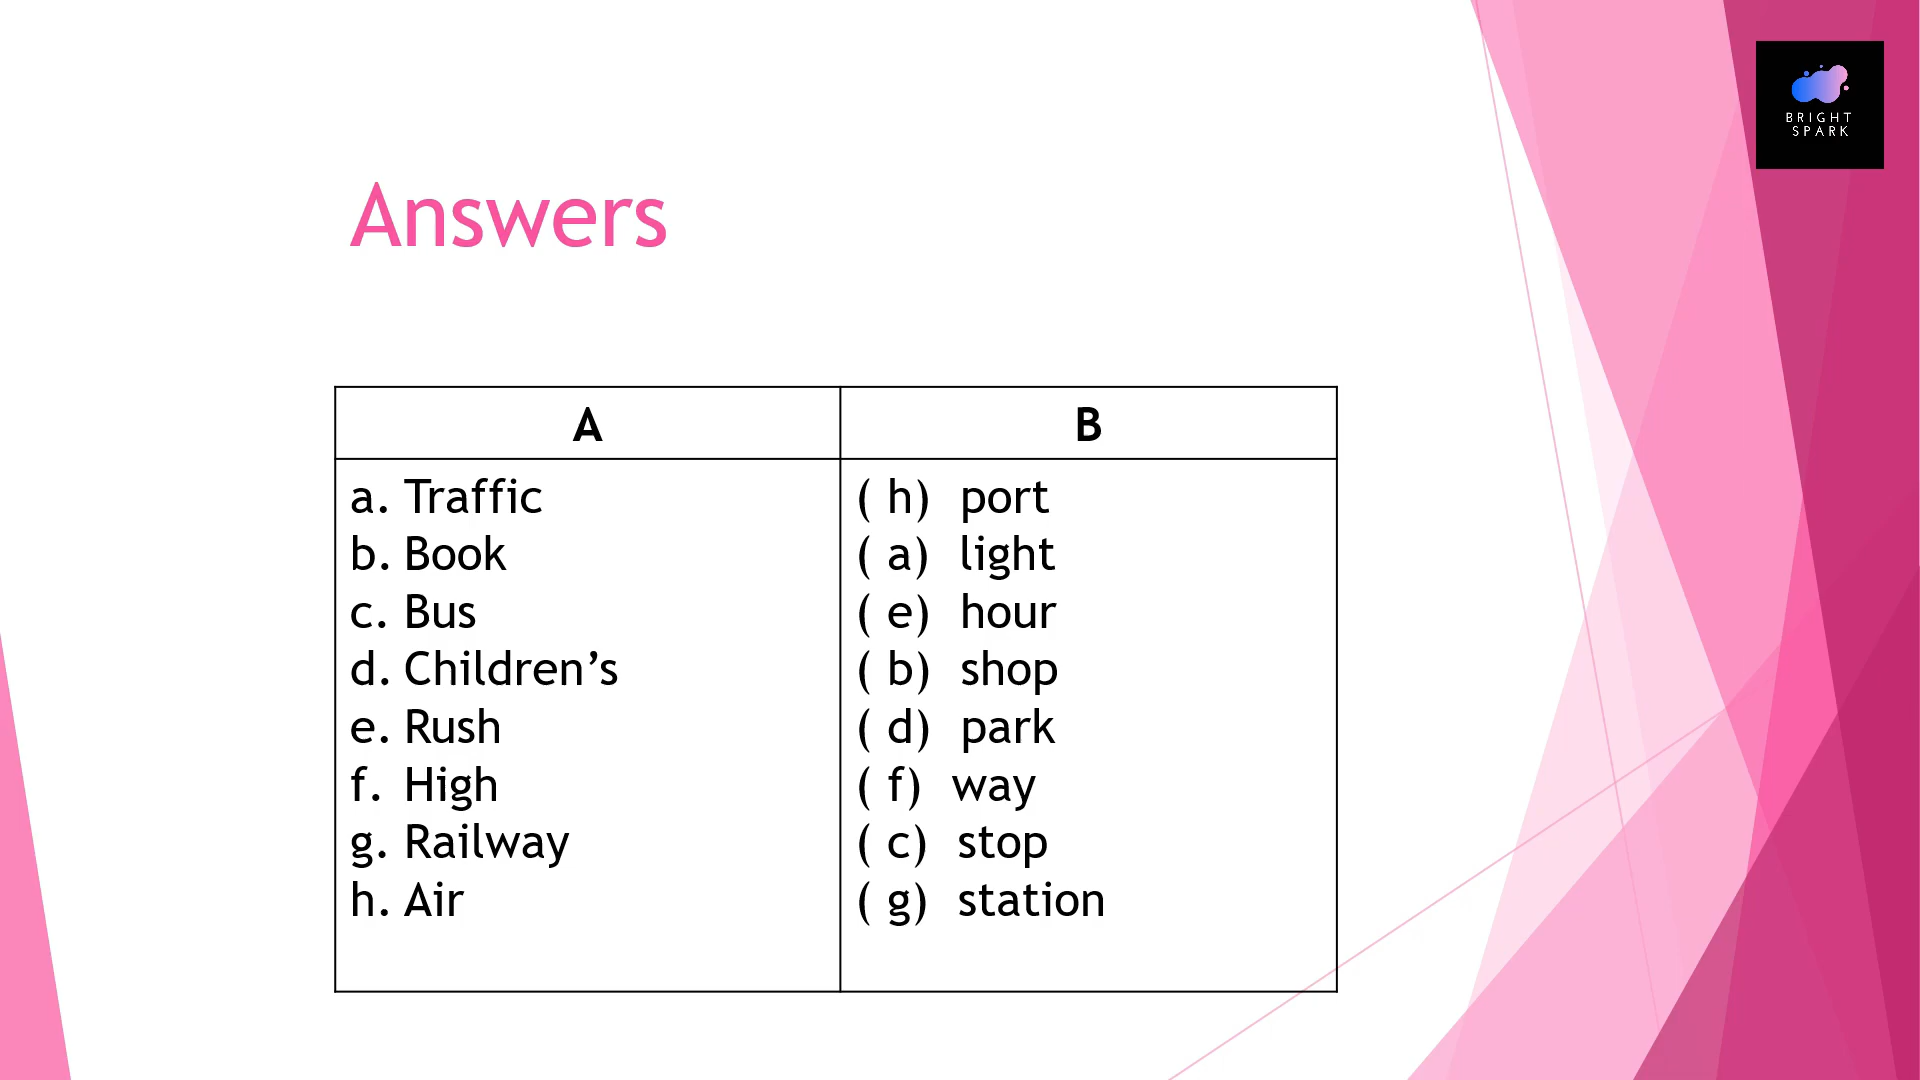 BRIGHT
SPARK
Answers
A
B
a. Traffic
b. Book
c. Bus
d. Children’s
e. Rush
f. High
g. Railway
h. Air
( h) port
( a) light
( e) hour
( b) shop
( d) park
( f) way
( c) stop
( g) station